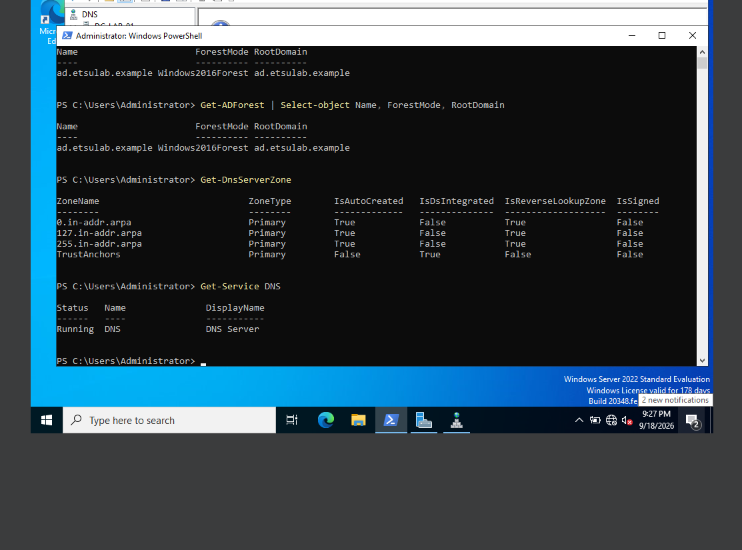 DNS
Micr
Ed
Administrator: Windows PowerShell
Name ForestMode RootDomain
---- ---------- ----------
ad.etsulab.example Windows2016Forest ad.etsulab.example
PS C:\Users\Administrator> Get-ADForest | Select-object Name, ForestMode, RootDomain
Name ForestMode RootDomain
---- ---------- ----------
ad.etsulab.example Windows2016Forest ad.etsulab.example
PS C:\Users\Administrator> Get-DnsServerZone
ZoneName ZoneType IsAutoCreated IsDsIntegrated IsReverseLookupZone IsSigned
-------- -------- ------------- -------------- ------------------- --------
0.in-addr.arpa Primary True False True False
127.in-addr.arpa Primary True False True False
255.in-addr.arpa Primary True False True False
TrustAnchors Primary False True False False
PS C:\Users\Administrator> Get-Service DNS
Status Name DisplayName
------ ---- -----------
Running DNS DNS Server
PS C:\Users\Administrator>
Windows Server 2022 Standard Evaluation
Windows License valid for 178 days
Build 20348.fe
2 new notifications
Type here to search
9:27 PM
9/18/2026
2